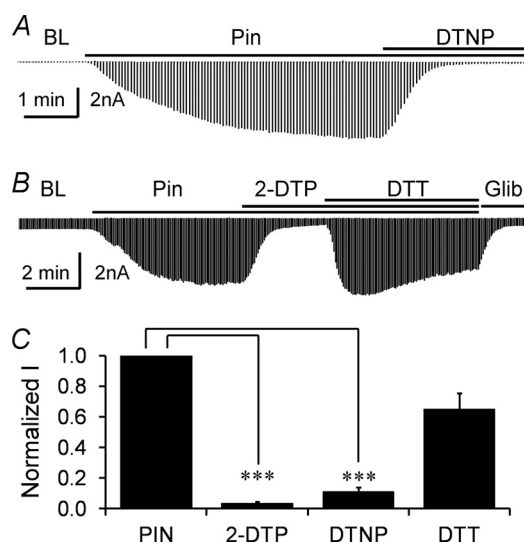 A
BL Pin DTNP
1 min 2nA
B
BL Pin 2-DTP DTT Glib
2 min 2nA
C
Normalized I
1.0
0.8
0.6
0.4
0.2
0
*** ***
PIN 2-DTP DTNP DTT